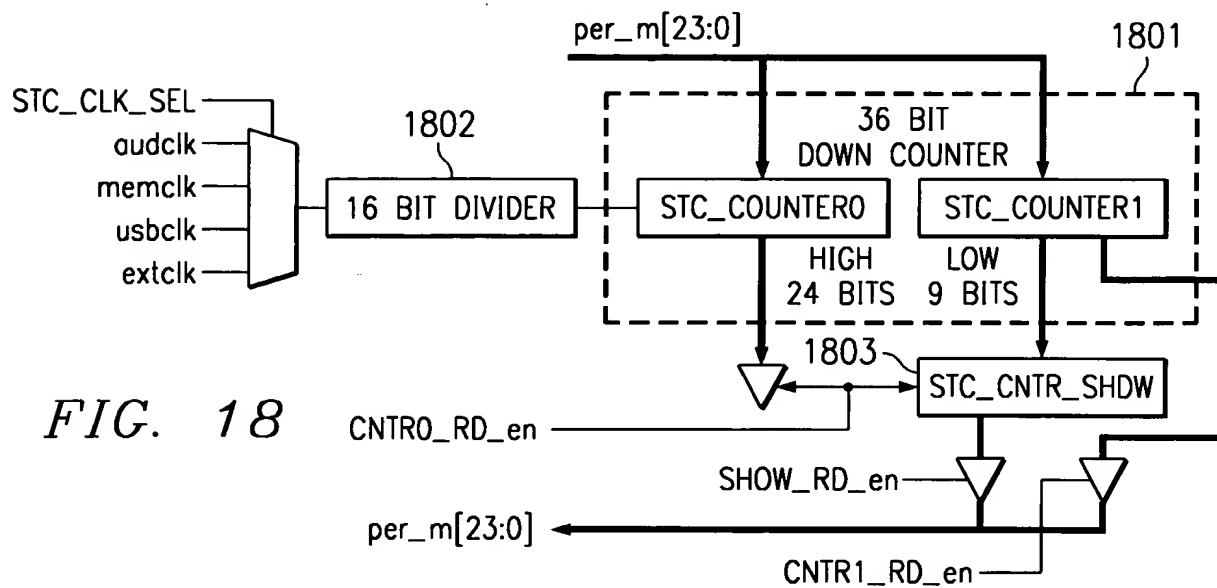 per_m[23:0]
1801
STC_CLK_SEL
audclk
memclk
usbclk
extclk
1802
16 BIT DIVIDER
36 BIT
DOWN COUNTER
STC_COUNTER0
STC_COUNTER1
HIGH
24 BITS
LOW
9 BITS
1803
STC_CNTR_SHDW
FIG. 18
CNTR0_RD_en
SHOW_RD_en
per_m[23:0]
CNTR1_RD_en